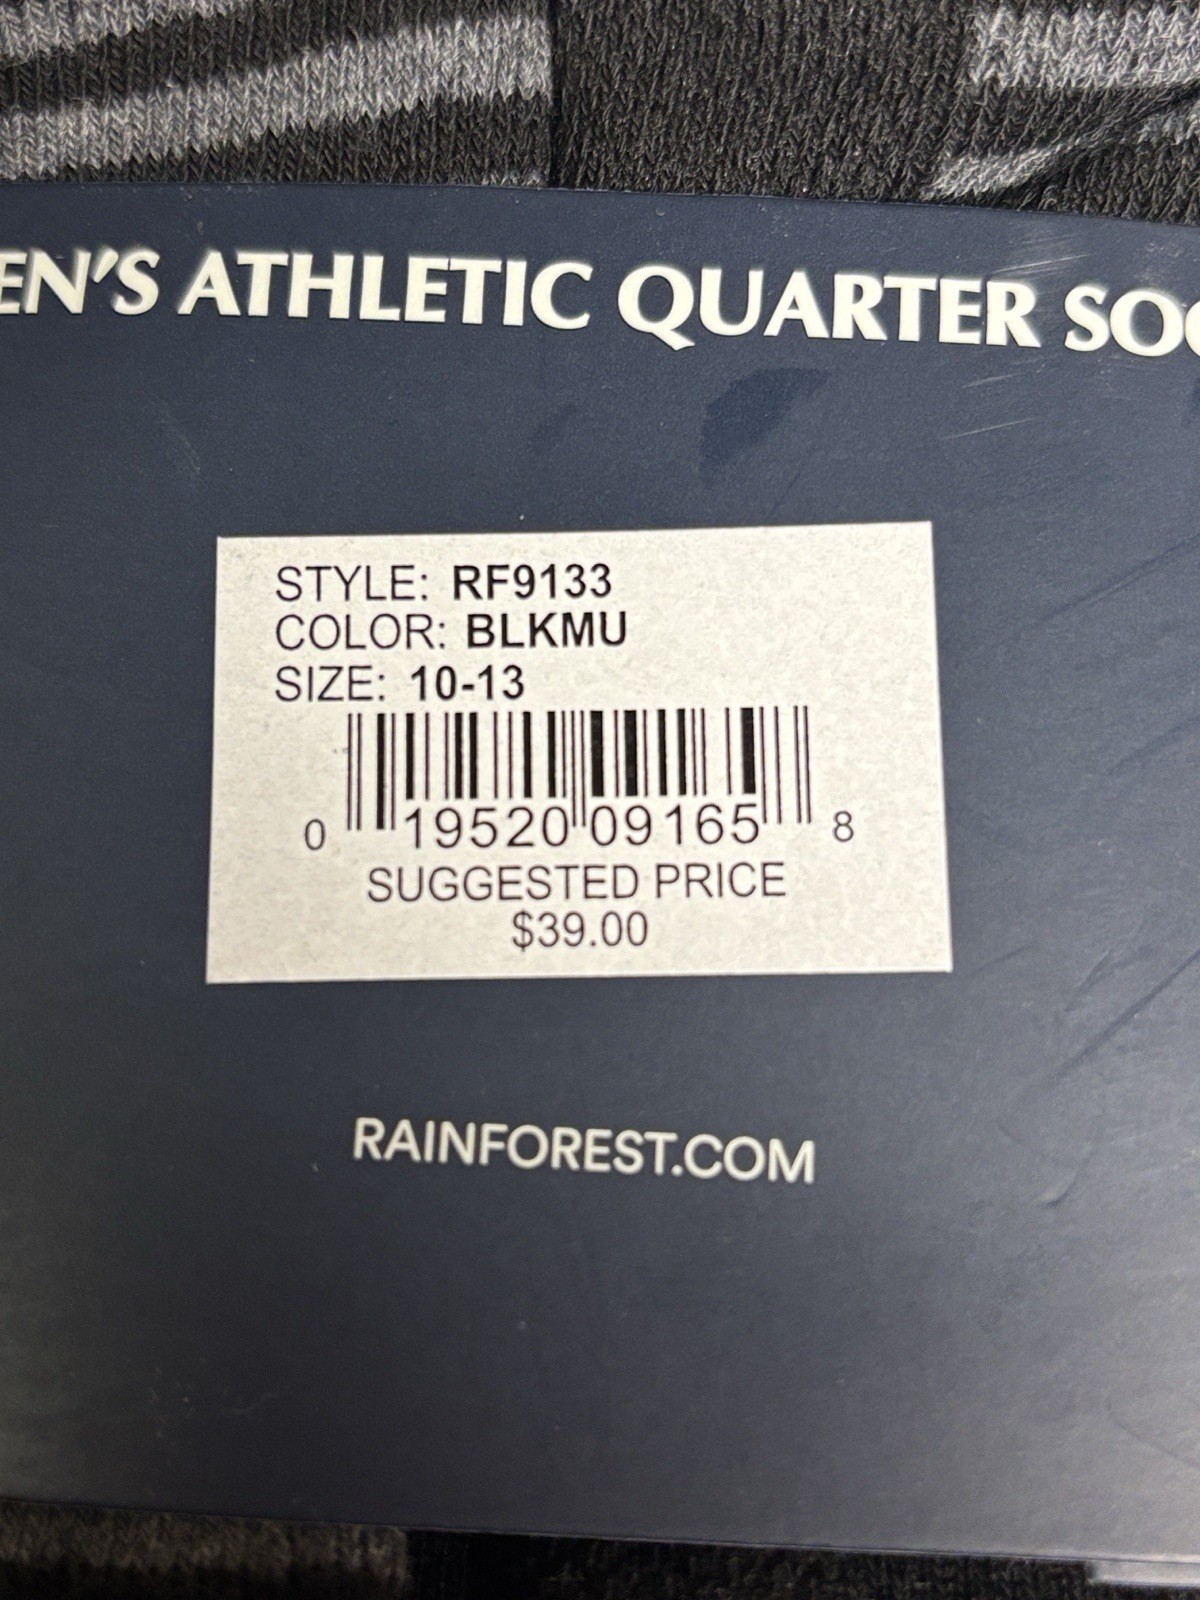 EN'S ATHLETIC QUARTER SOC
STYLE: RF9133
COLOR: BLKMU
SIZE: 10-13
0 19520 09165 8
SUGGESTED PRICE
$39.00
RAINFOREST.COM